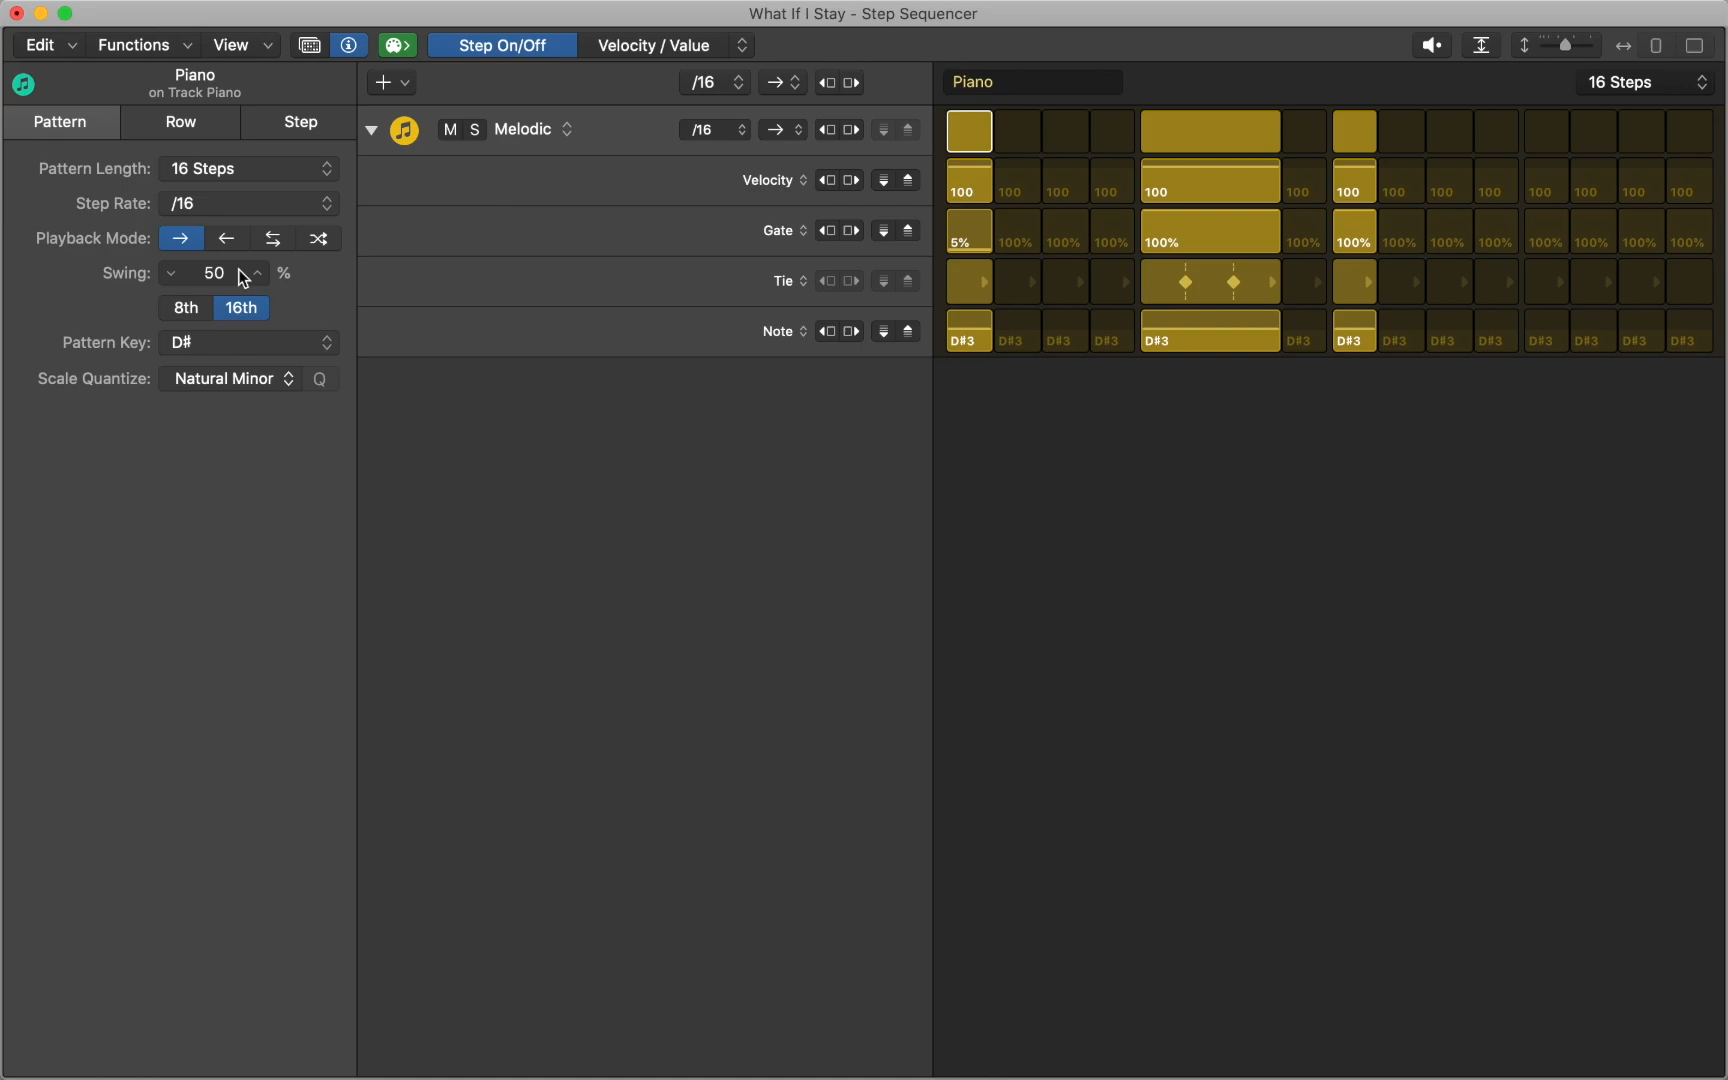 What If I Stay - Step Sequencer
Edit Functions View Step On/Off Velocity / Value
Piano
on Track Piano
/16
Piano
16 Steps
Pattern Row Step
M S Melodic /16
Pattern Length: 16 Steps
Velocity
100 100 100 100 100 100 100 100 100 100 100 100 100 100
Step Rate: /16
Playback Mode:
Gate
5% 100% 100% 100% 100% 100% 100% 100% 100% 100% 100% 100% 100% 100%
Swing: 50 %
Tie
8th 16th
Note
D#3 D#3 D#3 D#3 D#3 D#3 D#3 D#3 D#3 D#3 D#3 D#3 D#3 D#3
Pattern Key: D#
Scale Quantize: Natural Minor Q